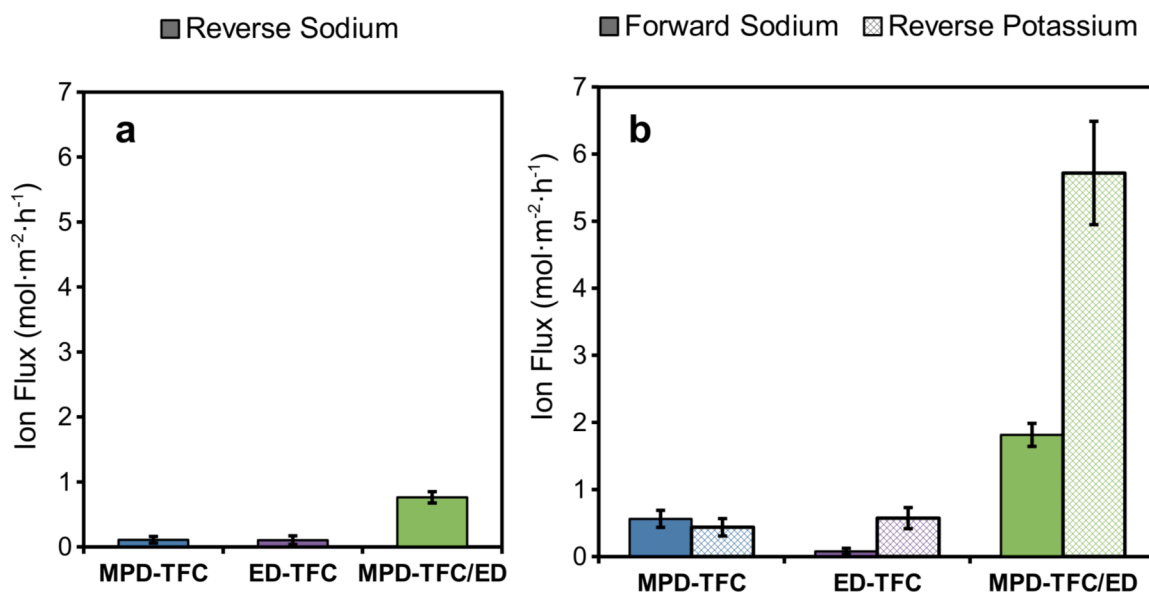 Reverse Sodium
Forward Sodium Reverse Potassium
a
Ion Flux (mol·m⁻²·h⁻¹)
7
6
5
4
3
2
1
0
MPD-TFC ED-TFC MPD-TFC/ED
b
Ion Flux (mol·m⁻²·h⁻¹)
7
6
5
4
3
2
1
0
MPD-TFC ED-TFC MPD-TFC/ED